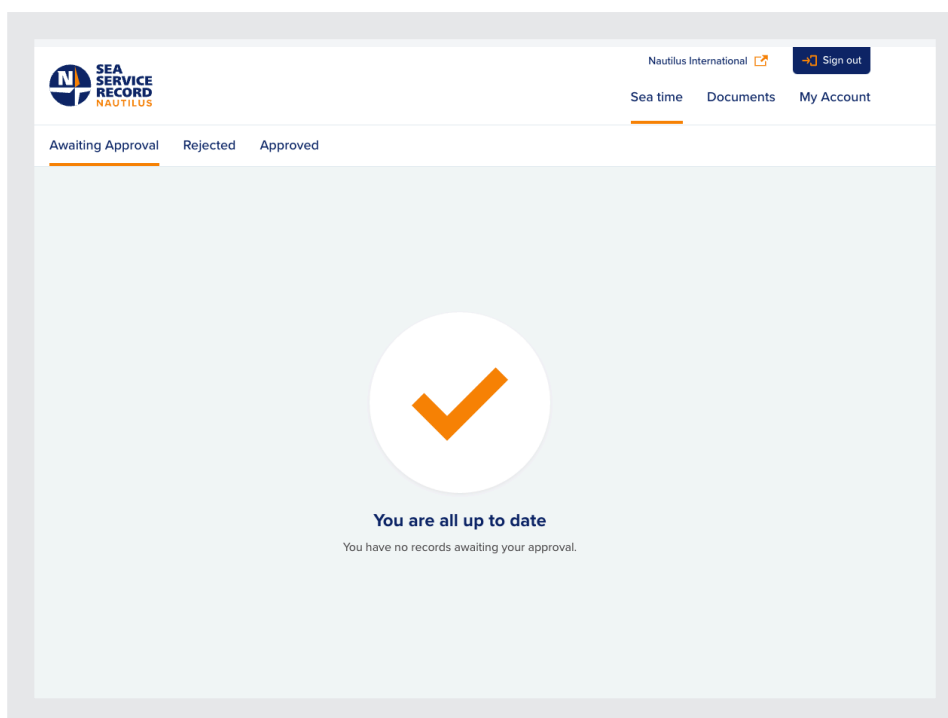 N
SEA
SERVICE
RECORD
NAUTILUS
Nautilus International
Sign out
Sea time Documents My Account
Awaiting Approval Rejected Approved
You are all up to date
You have no records awaiting your approval.